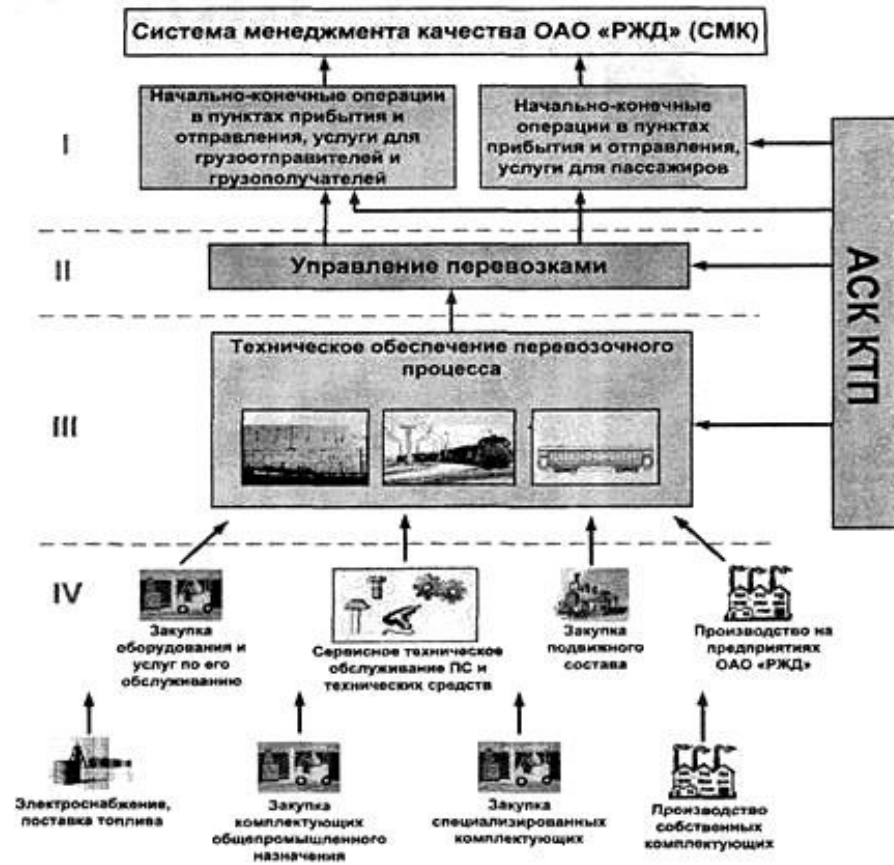 Система менеджмента качества ОАО «РЖД» (СМК)
Начально-конечные операции
в пунктах прибытия и
отправления, услуги для
грузоотправителей и
грузополучателей
Начально-конечные
операции в пунктах
прибытия и отправления,
услуги для пассажиров
I
АСК КТП
II
Управление перевозками
Техническое обеспечение перевозочного
процесса
III
IV
Закупка
оборудования и
услуг по его
обслуживанию
Сервисное техническое
обслуживание ПС и
технических средств
Закупка
подвижного
состава
Производство на
предприятиях
ОАО «РЖД»
Электроснабжение,
поставка топлива
Закупка
комплектующих
общепромышленного
назначения
Закупка
специализированных
комплектующих
Производство
собственных
комплектующих